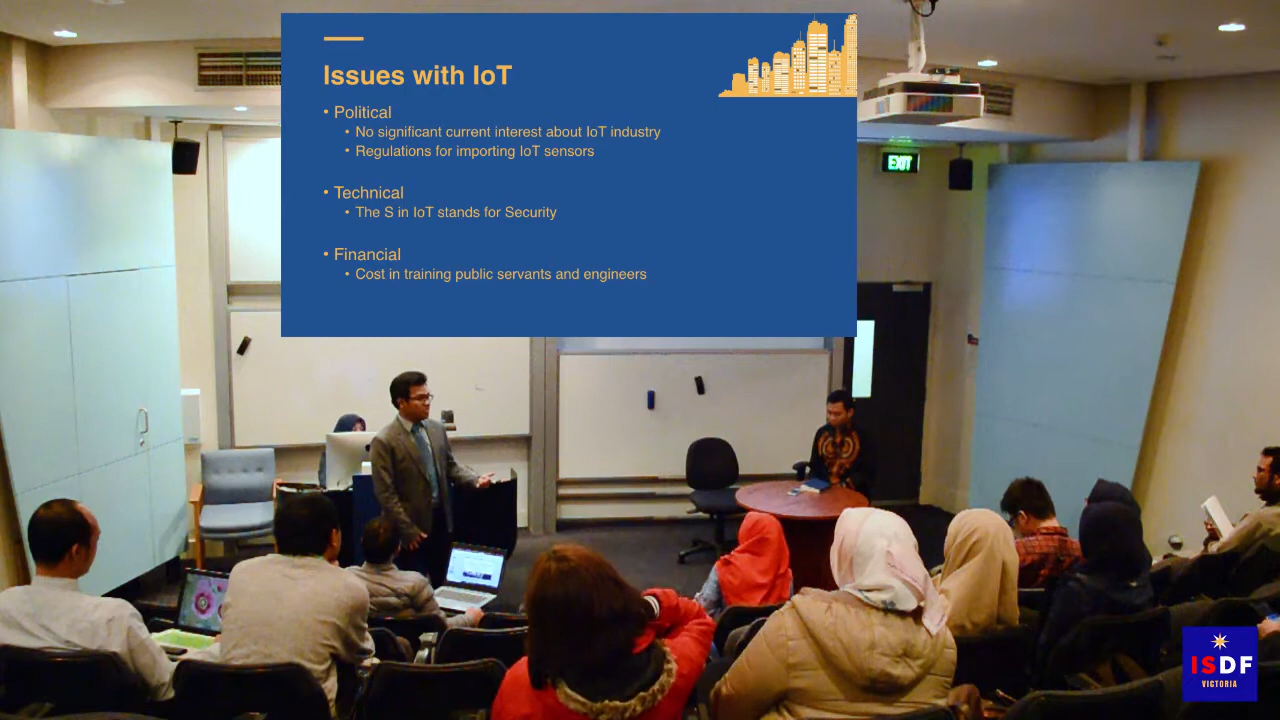 Issues with IoT
• Political
• No significant current interest about IoT industry
• Regulations for importing IoT sensors
• Technical
• The S in IoT stands for Security
• Financial
• Cost in training public servants and engineers
EXIT
ISDF
VICTORIA